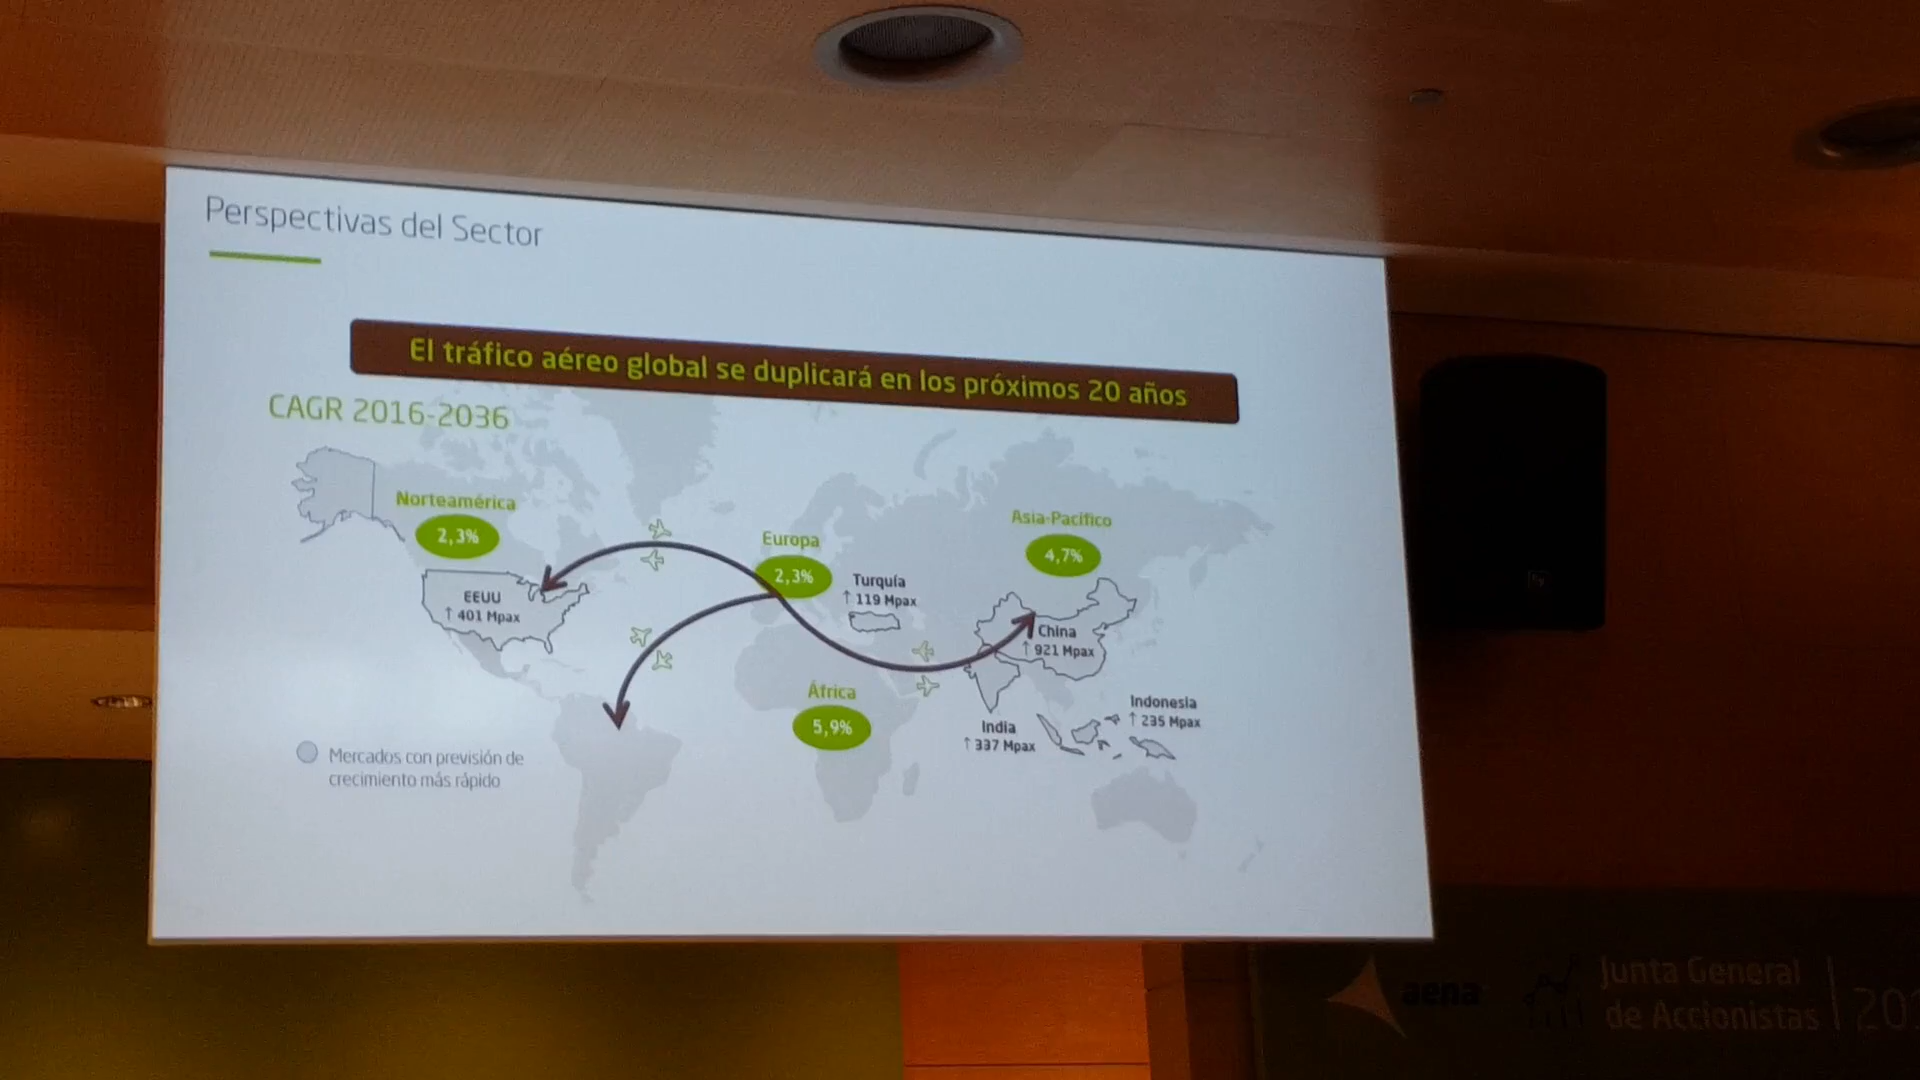 Perspectivas del Sector
El tráfico aéreo global se duplicará en los próximos 20 años
CAGR 2016-2036
Norteamérica
2,3%
EEUU
↑ 401 Mpax
Europa
2,3%
Turquía
↑ 119 Mpax
Asia-Pacífico
4,7%
China
↑ 921 Mpax
África
5,9%
India
↑ 337 Mpax
Indonesia
↑ 235 Mpax
Mercados con previsión de
crecimiento más rápido
aena
Junta General
de Accionistas